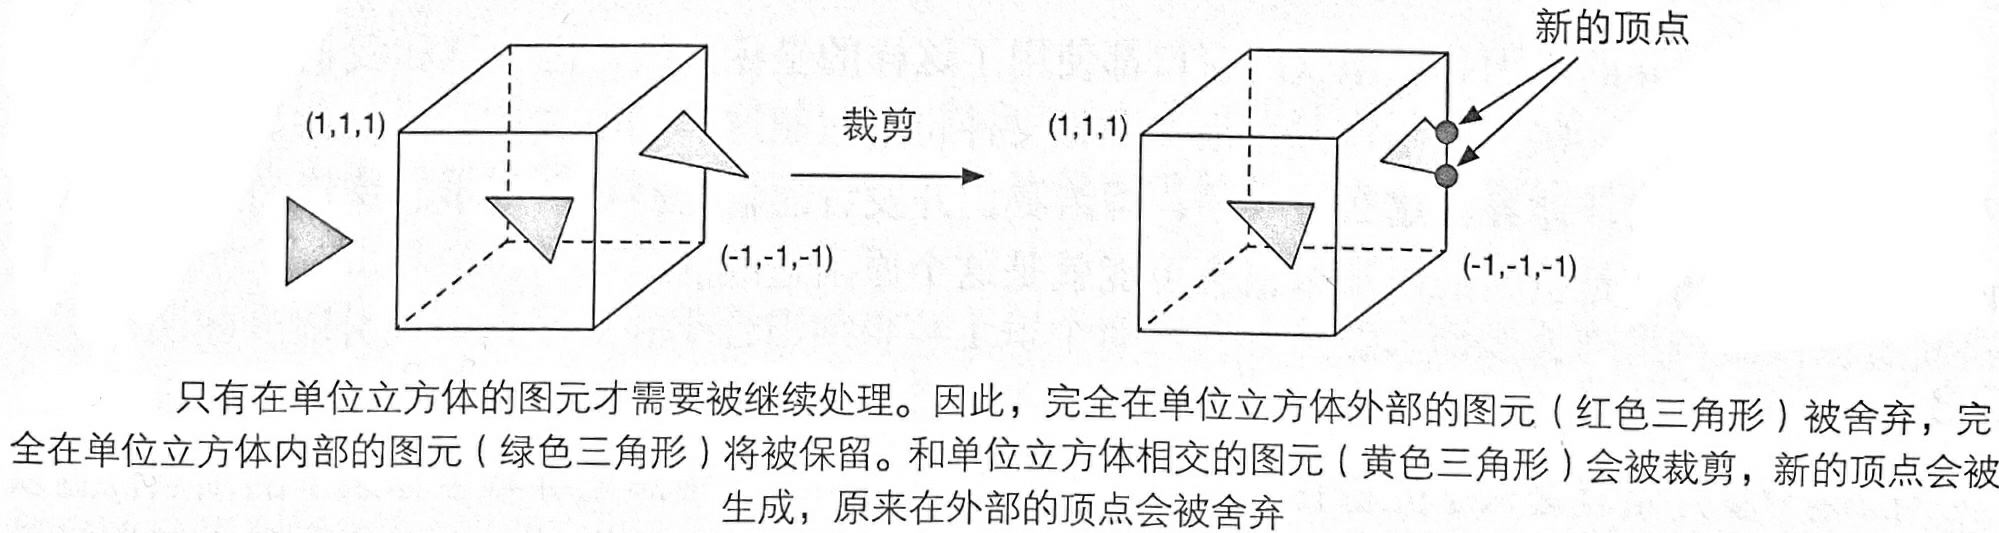 新的顶点
(1,1,1)
裁剪
(1,1,1)
(-1,-1,-1)
(-1,-1,-1)
只有在单位立方体的图元才需要被继续处理。因此，完全在单位立方体外部的图元（红色三角形）被舍弃，完
全在单位立方体内部的图元（绿色三角形）将被保留。和单位立方体相交的图元（黄色三角形）会被裁剪，新的顶点会被
生成，原来在外部的顶点会被舍弃